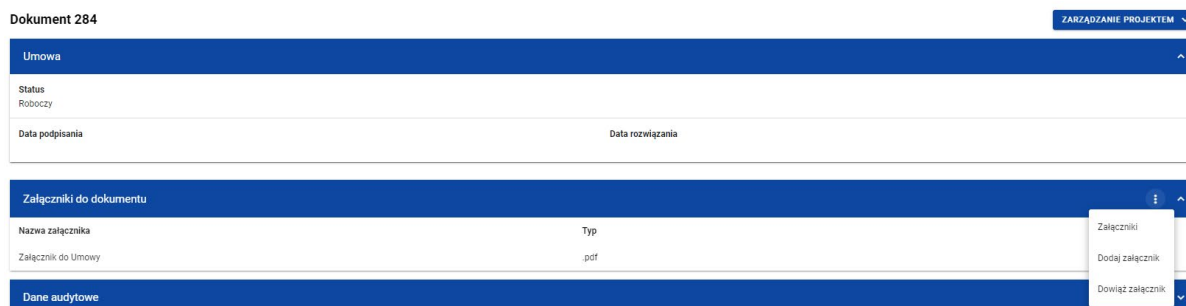 Dokument 284
ZARZĄDZANIE PROJEKTEM
Umowa
Status
Roboczy
Data podpisania Data rozwiązania
Załączniki do dokumentu
Nazwa załącznika Typ
Załącznik do Umowy .pdf
Załączniki
Dodaj załącznik
Dowiąż załącznik
Dane audytowe